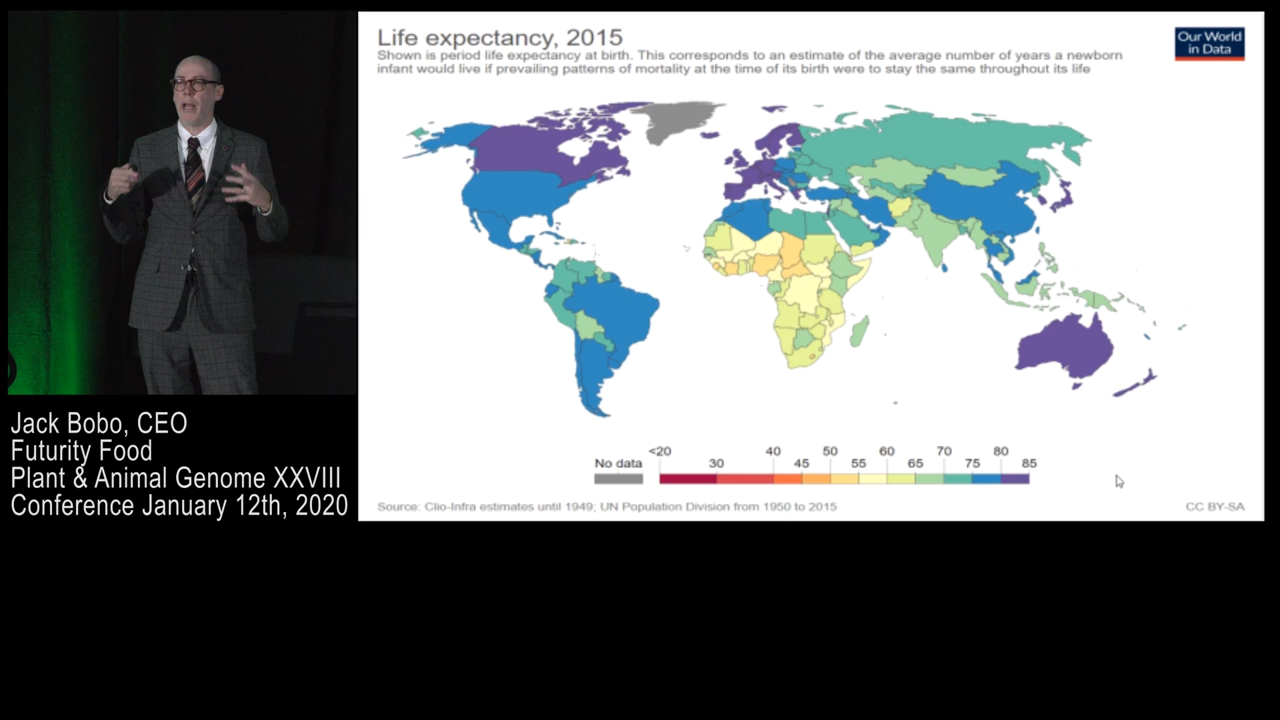 Life expectancy, 2015
Shown is period life expectancy at birth. This corresponds to an estimate of the average number of years a newborn
infant would live if prevailing patterns of mortality at the time of its birth were to stay the same throughout its life
Our World
in Data
Jack Bobo, CEO
Futurity Food
Plant & Animal Genome XXVIII
Conference January 12th, 2020
No data
<20
30
40
45
50
55
60
65
70
75
80
85
Source: Clio-Infra estimates until 1949; UN Population Division from 1950 to 2015
CC BY-SA